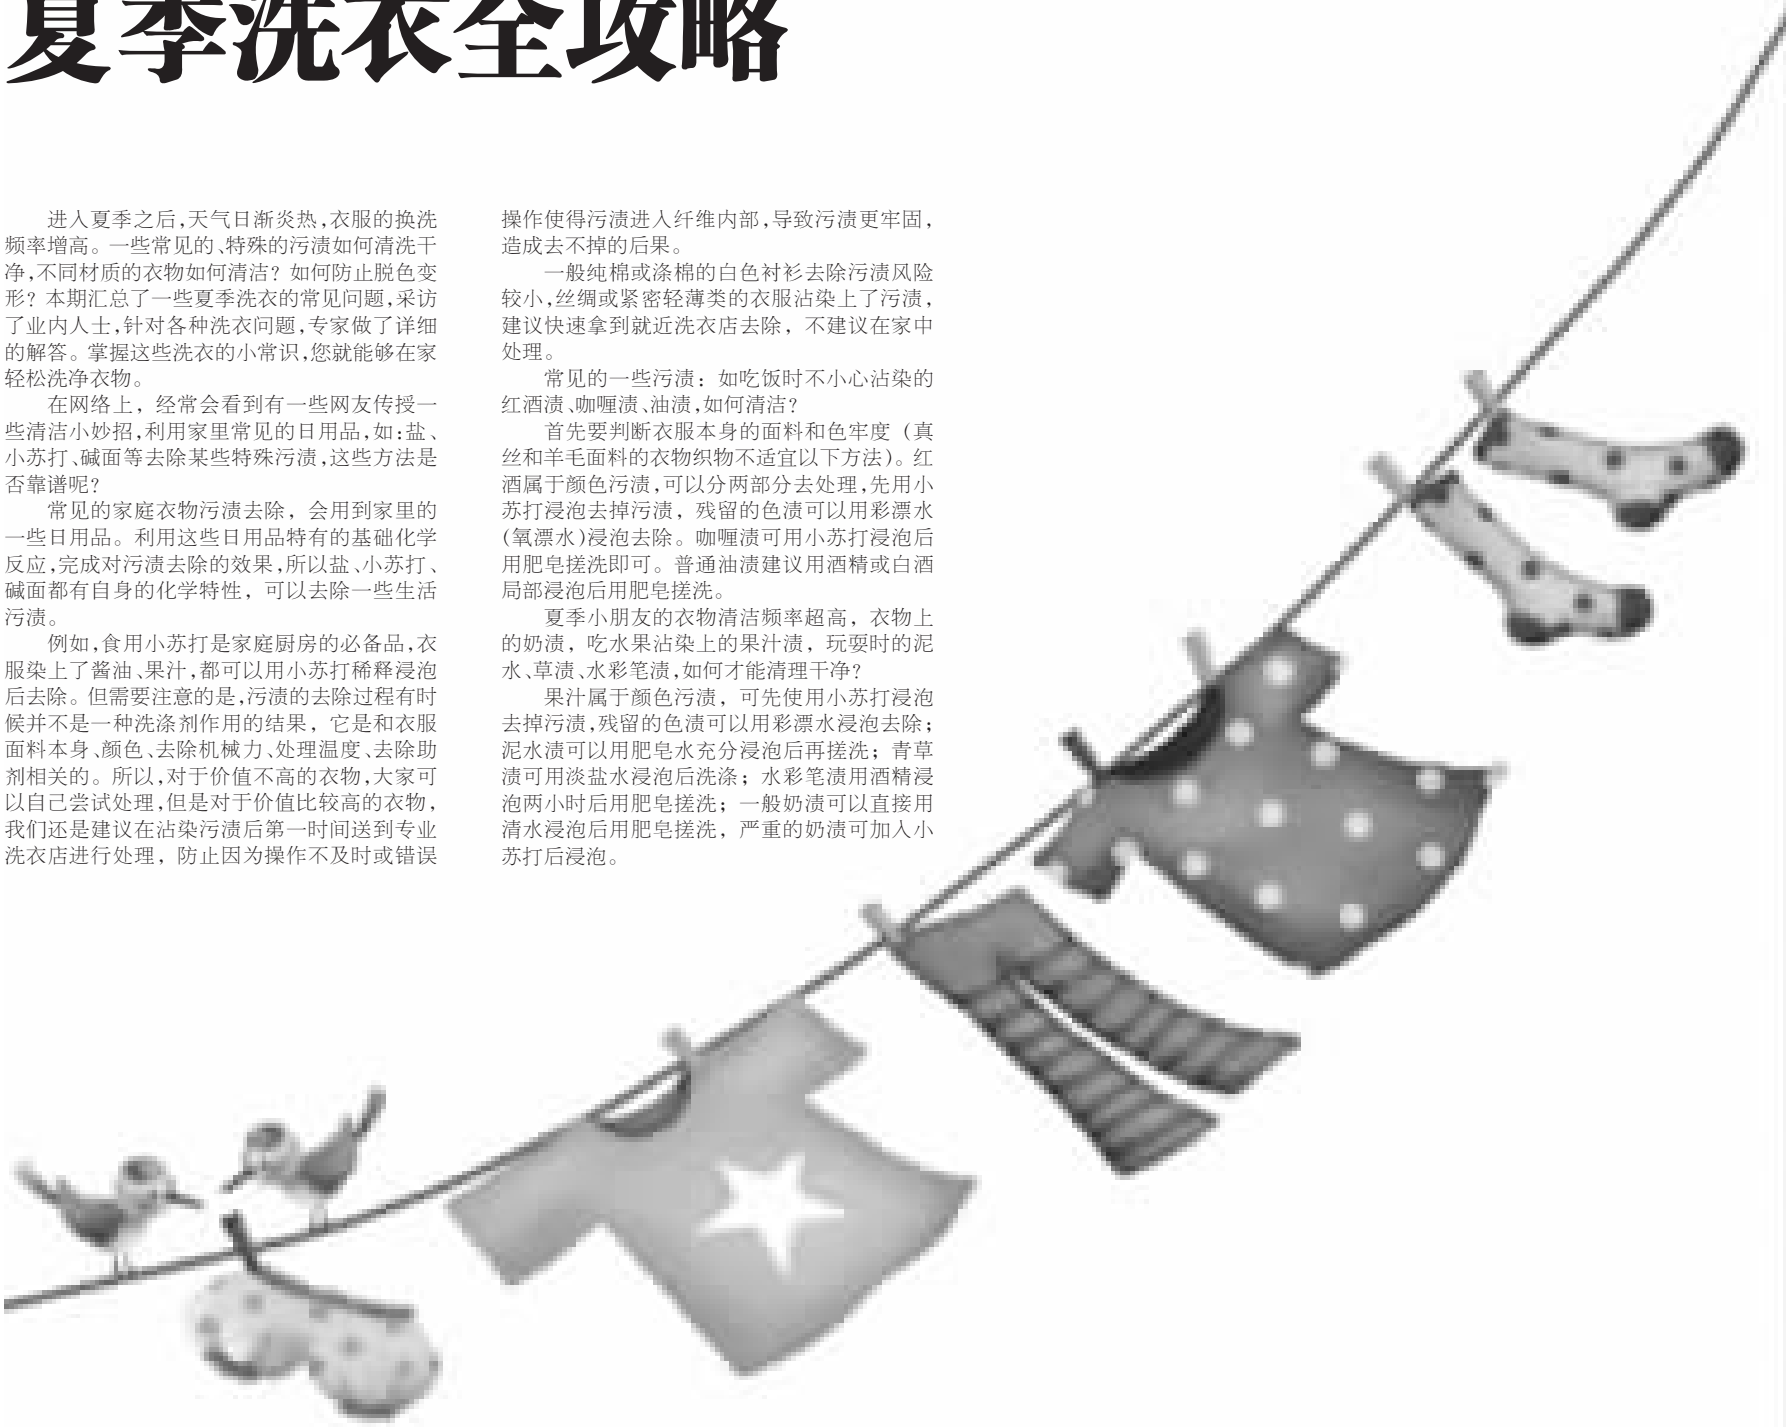 夏季洗衣全攻略
进入夏季之后,天气日渐炎热,衣服的换洗
频率增高。一些常见的、特殊的污渍如何清洗干
净,不同材质的衣物如何清洁？如何防止脱色变
形？本期汇总了一些夏季洗衣的常见问题,采访
了业内人士,针对各种洗衣问题,专家做了详细
的解答。掌握这些洗衣的小常识,您就能够在家
轻松洗净衣物。
在网络上，经常会看到有一些网友传授一
些清洁小妙招,利用家里常见的日用品,如:盐、
小苏打、碱面等去除某些特殊污渍,这些方法是
否靠谱呢？
常见的家庭衣物污渍去除，会用到家里的
一些日用品。利用这些日用品特有的基础化学
反应,完成对污渍去除的效果,所以盐、小苏打、
碱面都有自身的化学特性，可以去除一些生活
污渍。
例如,食用小苏打是家庭厨房的必备品,衣
服染上了酱油、果汁,都可以用小苏打稀释浸泡
后去除。但需要注意的是,污渍的去除过程有时
候并不是一种洗涤剂作用的结果，它是和衣服
面料本身、颜色、去除机械力、处理温度、去除助
剂相关的。所以,对于价值不高的衣物,大家可
以自己尝试处理,但是对于价值比较高的衣物,
我们还是建议在沾染污渍后第一时间送到专业
洗衣店进行处理，防止因为操作不及时或错误
操作使得污渍进入纤维内部,导致污渍更牢固,
造成去不掉的后果。
一般纯棉或涤棉的白色衬衫去除污渍风险
较小,丝绸或紧密轻薄类的衣服沾染上了污渍,
建议快速拿到就近洗衣店去除，不建议在家中
处理。
常见的一些污渍：如吃饭时不小心沾染的
红酒渍、咖喱渍、油渍,如何清洁？
首先要判断衣服本身的面料和色牢度（真
丝和羊毛面料的衣物织物不适宜以下方法）。红
酒属于颜色污渍,可以分两部分去处理,先用小
苏打浸泡去掉污渍，残留的色渍可以用彩漂水
(氧漂水)浸泡去除。咖喱渍可用小苏打浸泡后
用肥皂搓洗即可。普通油渍建议用酒精或白酒
局部浸泡后用肥皂搓洗。
夏季小朋友的衣物清洁频率超高，衣物上
的奶渍，吃水果沾染上的果汁渍，玩耍时的泥
水、草渍、水彩笔渍,如何才能清理干净？
果汁属于颜色污渍，可先使用小苏打浸泡
去掉污渍,残留的色渍可以用彩漂水浸泡去除；
泥水渍可以用肥皂水充分浸泡后再搓洗；青草
渍可用淡盐水浸泡后洗涤；水彩笔渍用酒精浸
泡两小时后用肥皂搓洗；一般奶渍可以直接用
清水浸泡后用肥皂搓洗，严重的奶渍可加入小
苏打后浸泡。